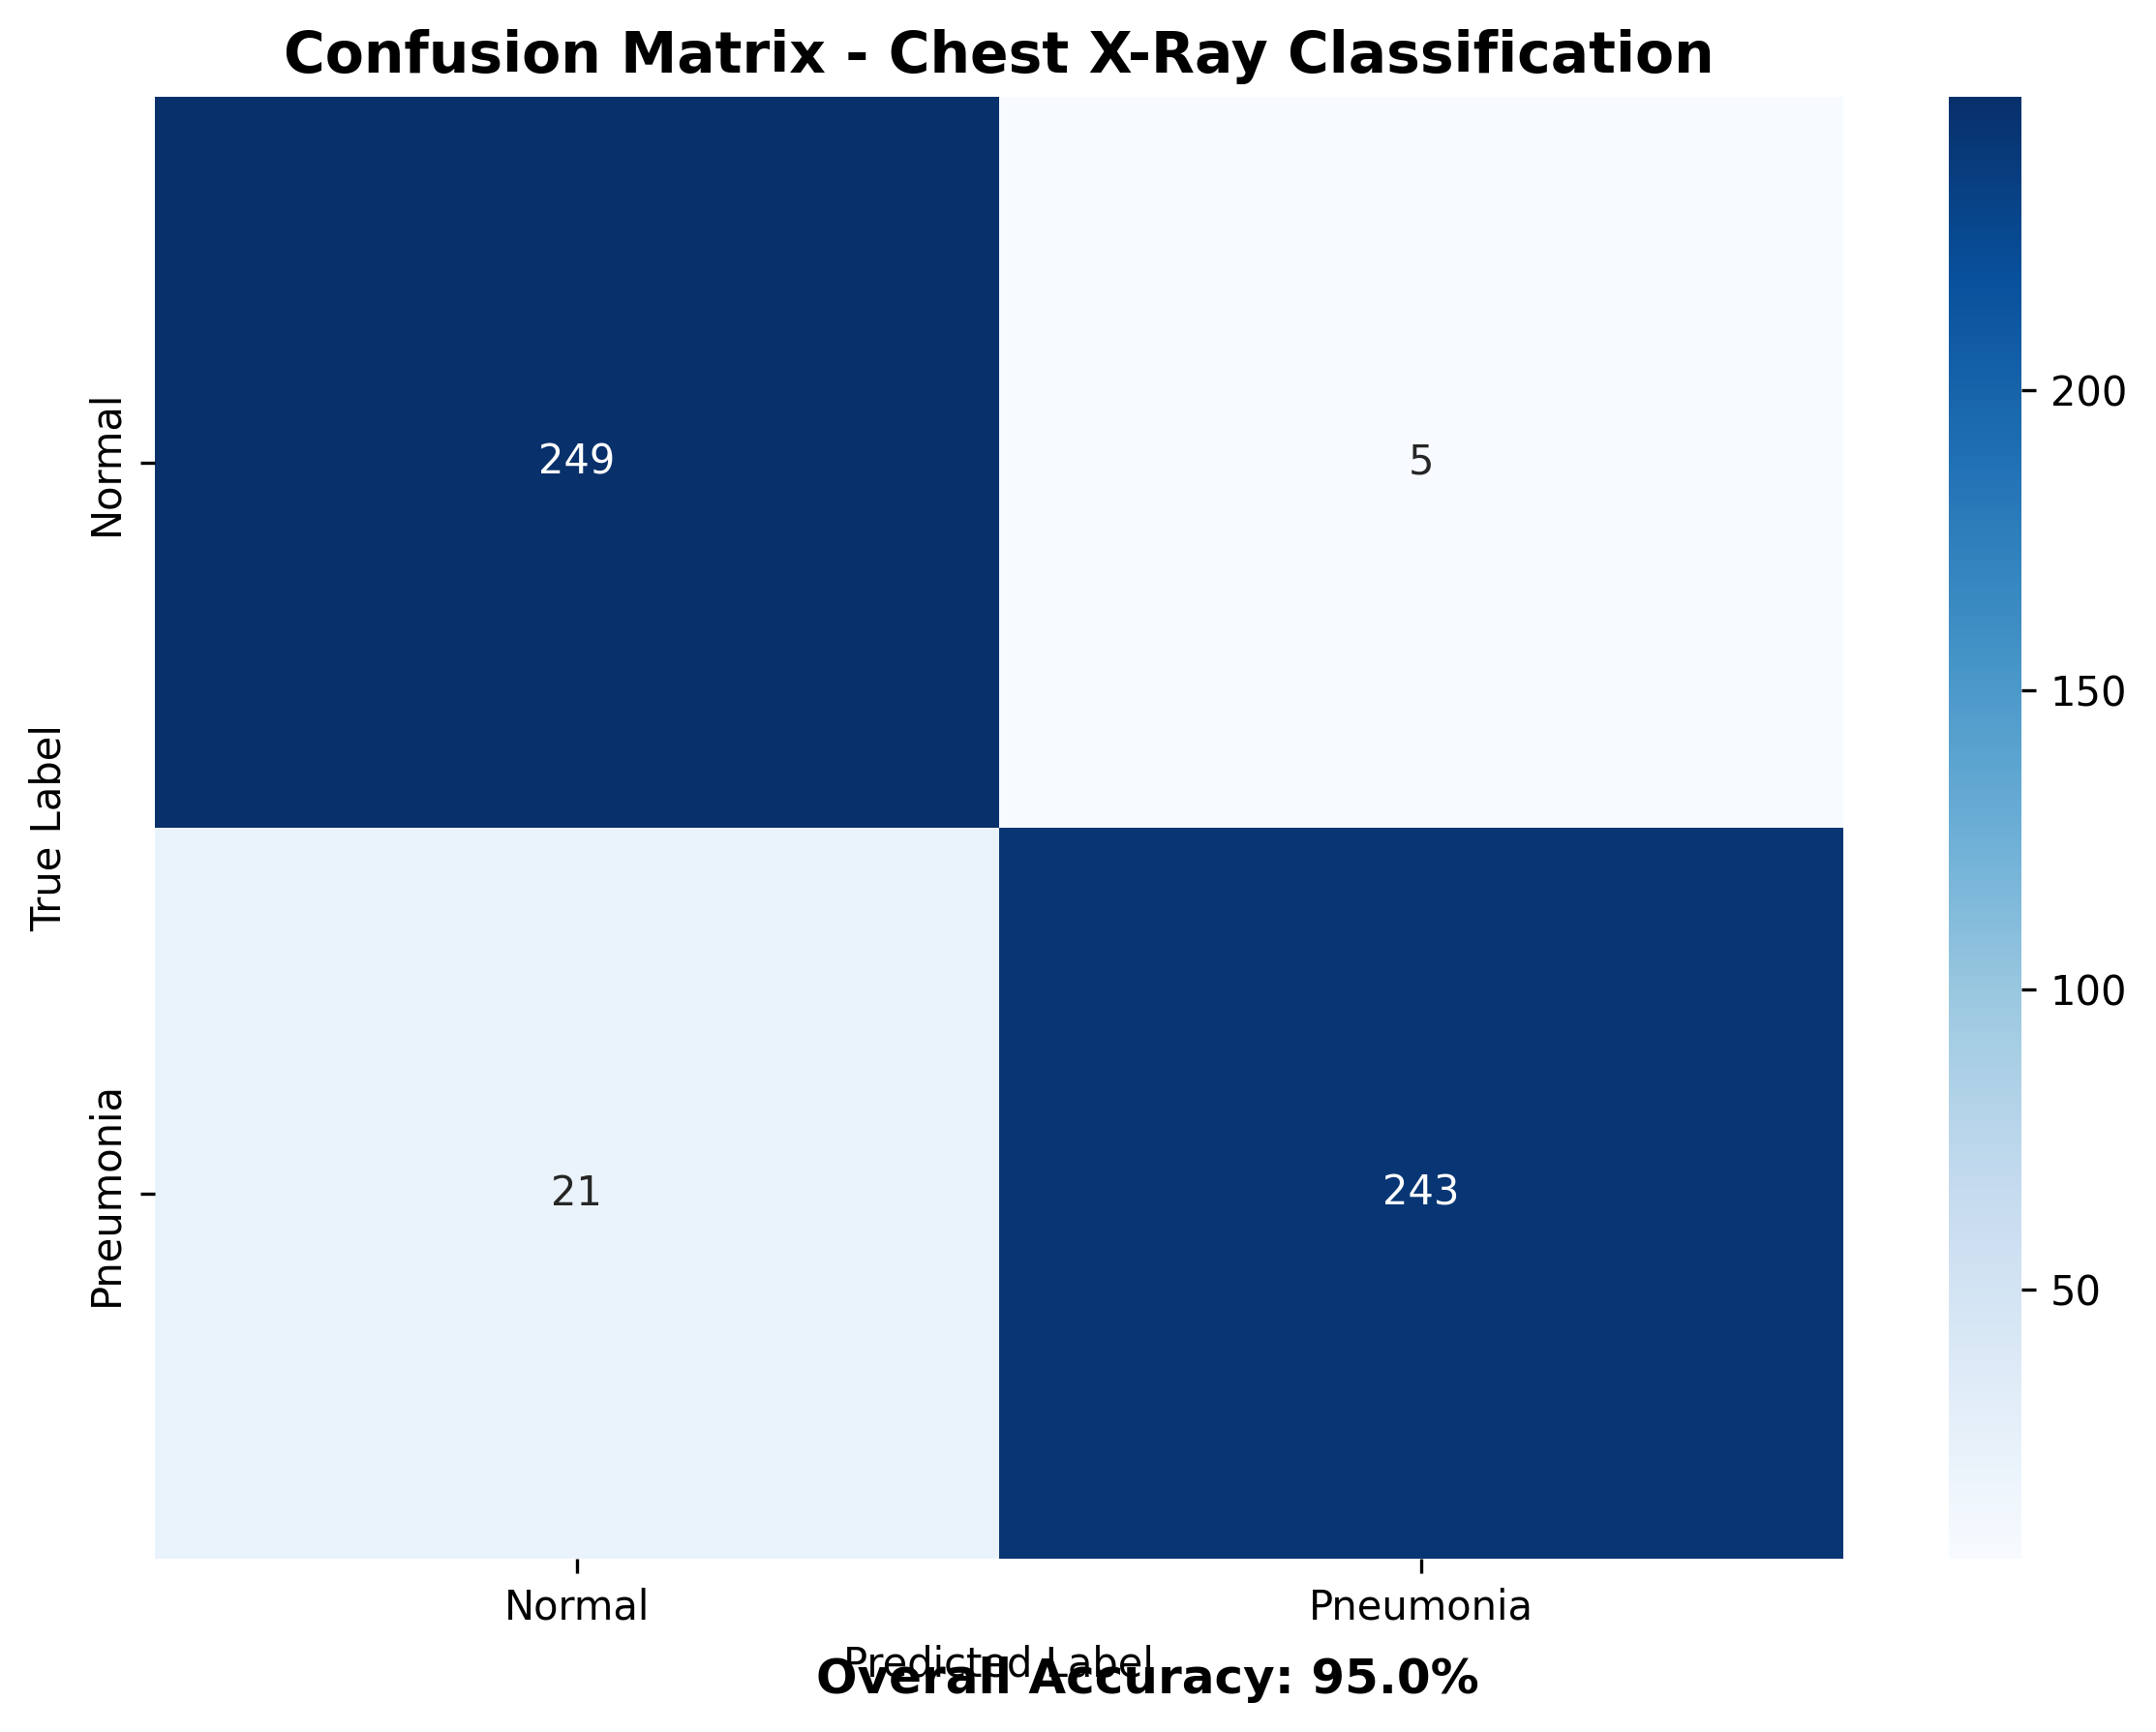 Confusion Matrix - Chest X-Ray Classification
True Label
Normal
249
5
Pneumonia
21
243
Normal
Pneumonia
Predicted Label
Overall Accuracy: 95.0%
200
150
100
50